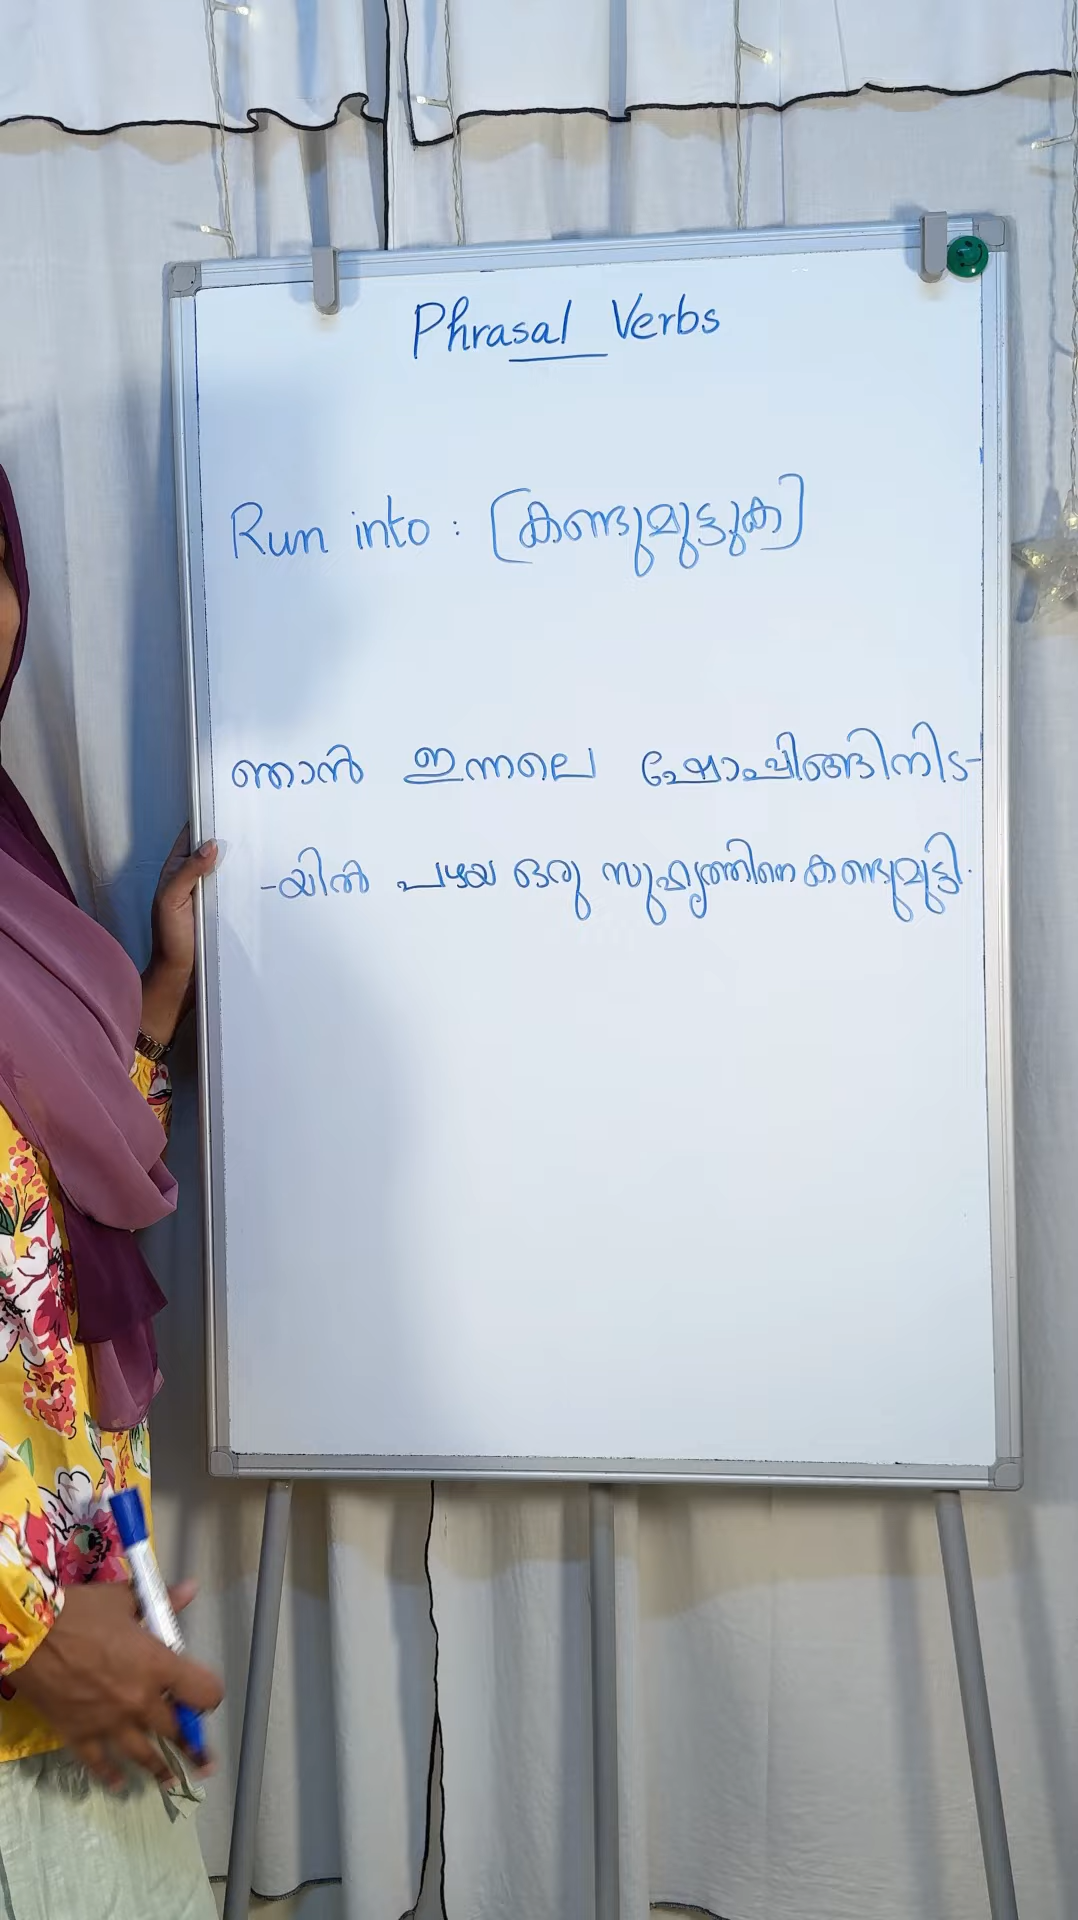 Phrasal Verbs
Run into : [കണ്ടുമുട്ടുക]
ഞാൻ ഇന്നലെ ഷോപ്പിങ്ങിനിട-
-യിൽ പഴയ ഒരു സുഹൃത്തിനെ കണ്ടുമുട്ടി.